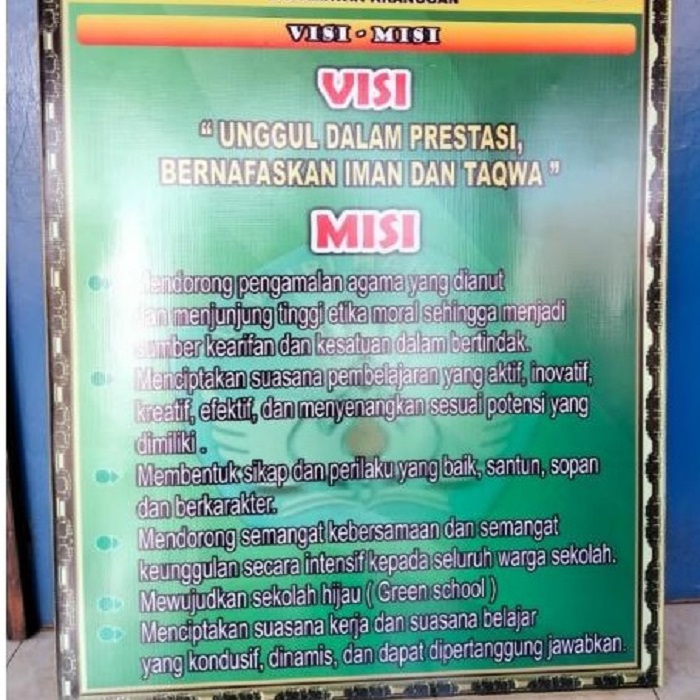 VISI - MISI
VISI
“ UNGGUL DALAM PRESTASI,
BERNAFASKAN IMAN DAN TAQWA ”
MISI
Mendorong pengamalan agama yang dianut
dan menjunjung tinggi etika moral sehingga menjadi
sumber kearifan dan kesatuan dalam bertindak.
Menciptakan suasana pembelajaran yang aktif, inovatif,
kreatif, efektif, dan menyenangkan sesuai potensi yang
dimiliki .
Membentuk sikap dan perilaku yang baik, santun, sopan
dan berkarakter.
Mendorong semangat kebersamaan dan semangat
keunggulan secara intensif kepada seluruh warga sekolah.
Mewujudkan sekolah hijau ( Green school )
Menciptakan suasana kerja dan suasana belajar
yang kondusif, dinamis, dan dapat dipertanggung jawabkan.